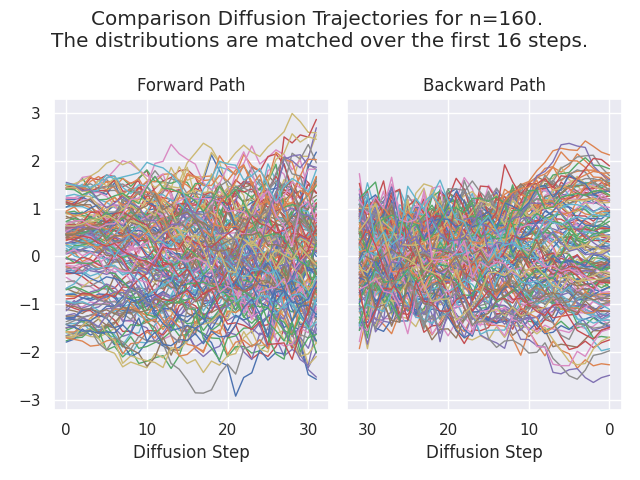 Comparison Diffusion Trajectories for n=160.
The distributions are matched over the first 16 steps.
Forward Path
Backward Path
3
2
1
0
−1
−2
−3
0 10 20 30
30 20 10 0
Diffusion Step
Diffusion Step